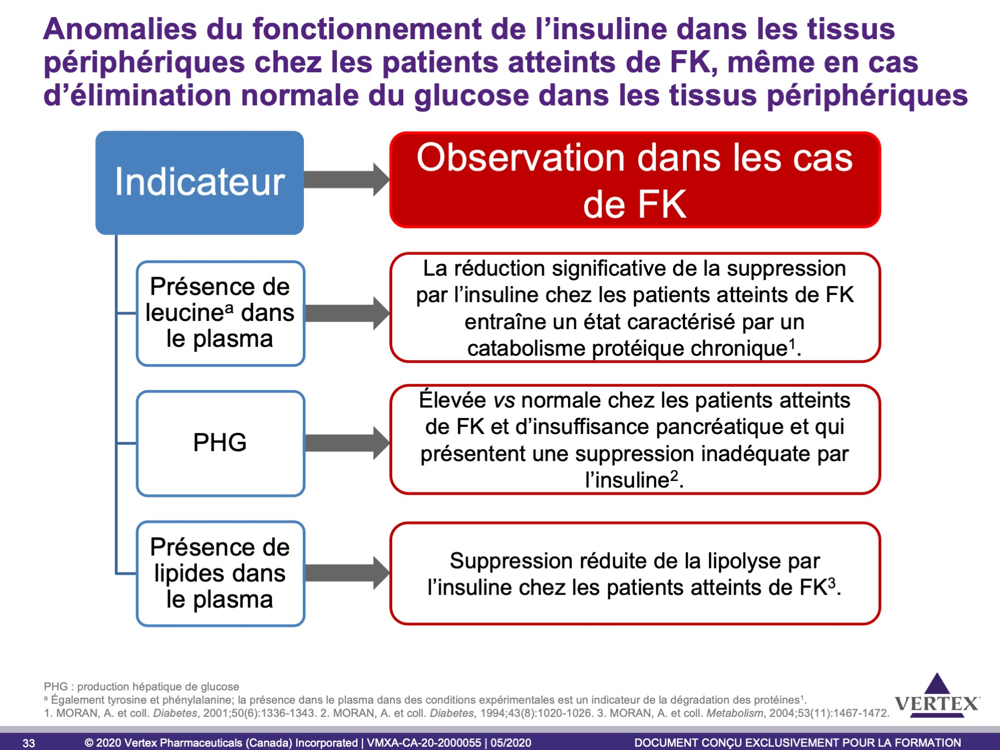 Anomalies du fonctionnement de l’insuline dans les tissus
périphériques chez les patients atteints de FK, même en cas
d’élimination normale du glucose dans les tissus périphériques
Indicateur
Observation dans les cas
de FK
Présence de
leucineᵃ dans
le plasma
La réduction significative de la suppression
par l’insuline chez les patients atteints de FK
entraîne un état caractérisé par un
catabolisme protéique chronique¹.
PHG
Élevée vs normale chez les patients atteints
de FK et d’insuffisance pancréatique et qui
présentent une suppression inadéquate par
l’insuline².
Présence de
lipides dans
le plasma
Suppression réduite de la lipolyse par
l’insuline chez les patients atteints de FK³.
PHG : production hépatique de glucose
ᵃ Également tyrosine et phénylalanine; la présence dans le plasma dans des conditions expérimentales est un indicateur de la dégradation des protéines¹.
1. MORAN, A. et coll. Diabetes, 2001;50(6):1336-1343. 2. MORAN, A. et coll. Diabetes, 1994;43(8):1020-1026. 3. MORAN, A. et coll. Metabolism, 2004;53(11):1467-1472.
VERTEX
33 © 2020 Vertex Pharmaceuticals (Canada) Incorporated | VMXA-CA-20-2000055 | 05/2020 DOCUMENT CONÇU EXCLUSIVEMENT POUR LA FORMATION